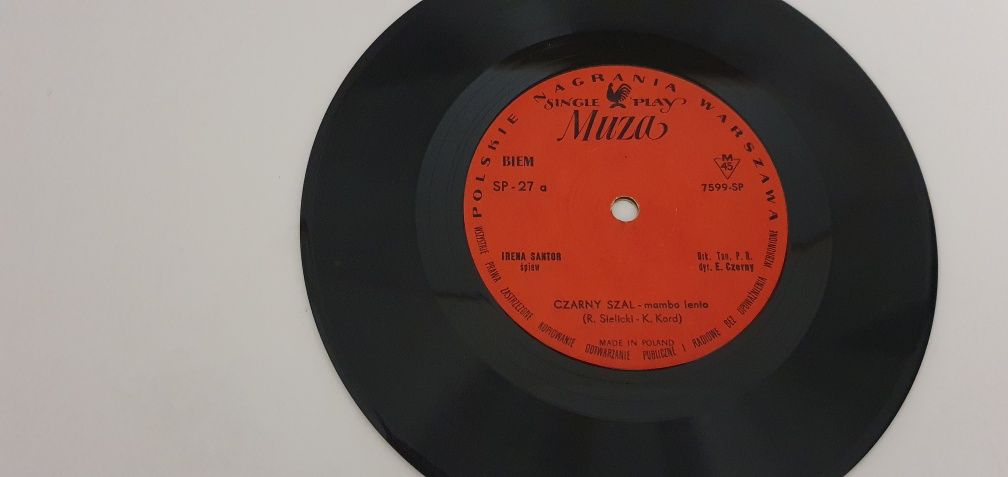 POLSKIE NAGRANIA WARSZAWA
SINGLE PLAY
Muza
BIEM
M 45
SP - 27 a
7599-SP
IRENA SANTOR
śpiew
Ork. Tan. P. R.
dyr. E. Czerny
CZARNY SZAL - mambo lento
(R. Sielicki - K. Kord)
MADE IN POLAND
WSZYSTKIE PRAWA ZASTRZEŻONE KOPIOWANIE ODTWARZANIE PUBLICZNE I RADIOWE BEZ UPOWAŻNIENIA WZBRONIONE